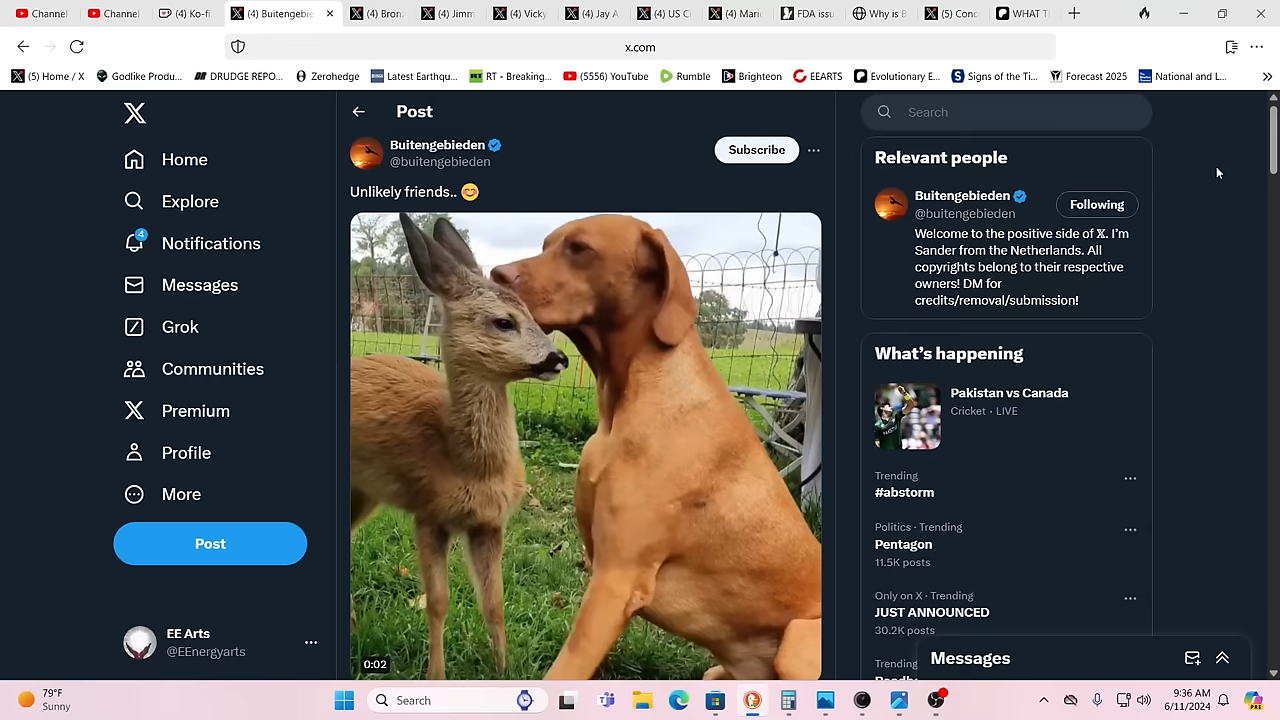 Channel
Channel
(4) Ko-fi
(4) Buitengebie
(4) Bron
(4) Jimm
(4) Vicky
(4) Jay A
(4) US C
(4) Mari
FDA issu
Why is
(5) Con
WHAT T
x.com
(5) Home / X
Godlike Produ...
DRUDGE REPO...
Zerohedge
Latest Earthqu...
RT - Breaking...
(5556) YouTube
Rumble
Brighteon
EEARTS
Evolutionary E...
Signs of the Ti...
Forecast 2025
National and L...
Home
Explore
4
Notifications
Messages
Grok
Communities
Premium
Profile
More
Post
EE Arts
@EEnergyarts
Post
Buitengebieden
@buitengebieden
Subscribe
Unlikely friends.. 😊
0:02
Search
Relevant people
Buitengebieden
@buitengebieden
Following
Welcome to the positive side of 𝕏. I'm
Sander from the Netherlands. All
copyrights belong to their respective
owners! DM for
credits/removal/submission!
What's happening
Pakistan vs Canada
Cricket · LIVE
Trending
#abstorm
Politics · Trending
Pentagon
11.5K posts
Only on X · Trending
JUST ANNOUNCED
30.2K posts
Trending
Messages
79°F
Sunny
Search
9:36 AM
6/11/2024
PRE